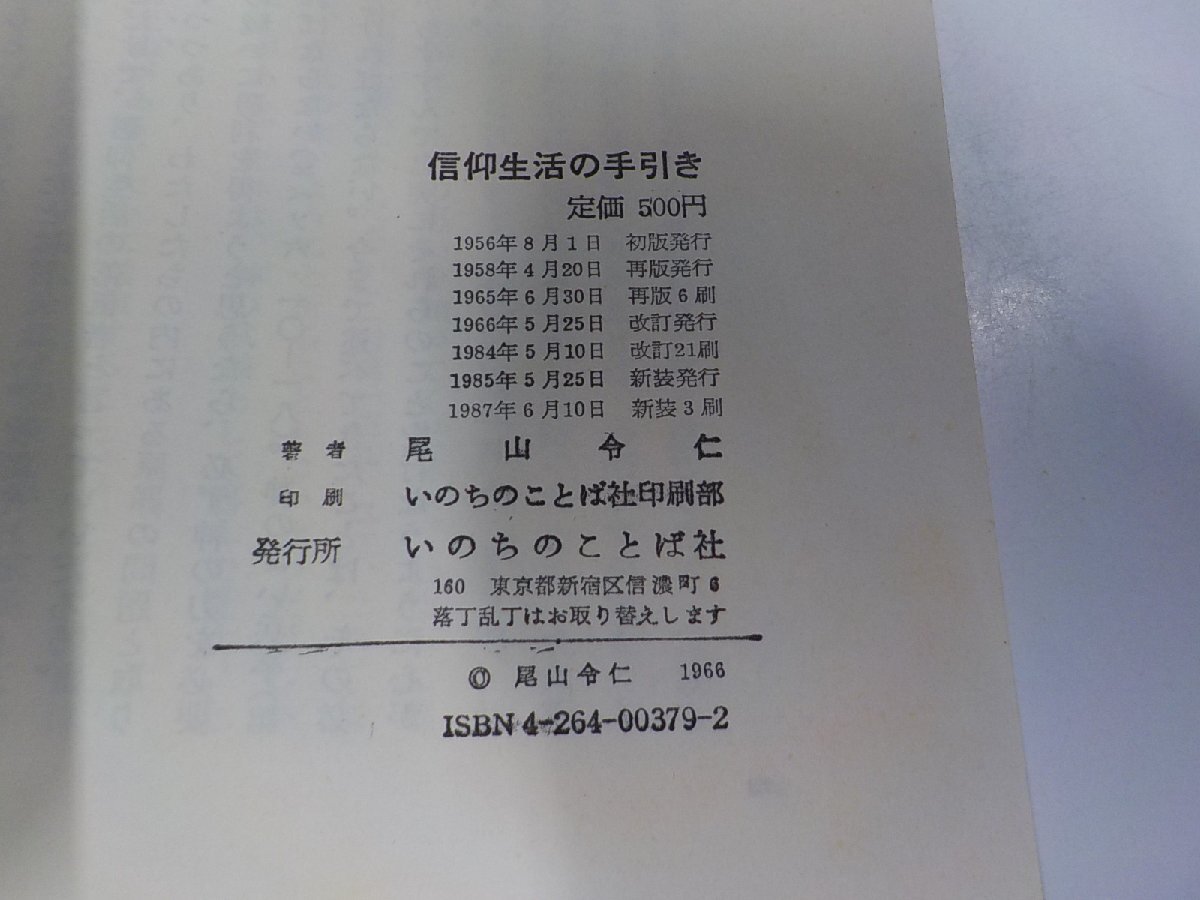 信仰生活の手引き
定価 500円
1956年8月1日 初版発行
1958年4月20日 再版発行
1965年6月30日 再版6刷
1966年5月25日 改訂発行
1984年5月10日 改訂21刷
1985年5月25日 新装発行
1987年6月10日 新装3刷
著者 尾山令仁
印刷 いのちのことば社印刷部
発行所 いのちのことば社
160 東京都新宿区信濃町6
落丁乱丁はお取り替えします
© 尾山令仁 1966
ISBN4-264-00379-2